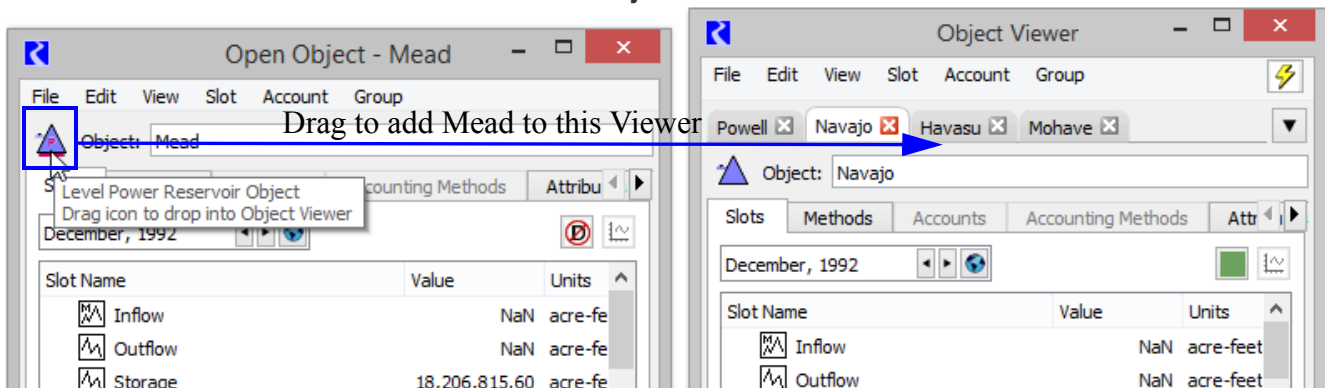 Open Object - Mead
File Edit View Slot Account Group
Object: Mead
Drag to add Mead to this Viewer
Level Power Reservoir Object
Drag icon to drop into Object Viewer
S
ccounting Methods
Attribu
December, 1992
Slot Name Value Units
Inflow NaN acre-fe
Outflow NaN acre-fe
Storage 18,206,815.60 acre-fe
Object Viewer
File Edit View Slot Account Group
Powell Navajo Havasu Mohave
Object: Navajo
Slots Methods Accounts Accounting Methods Attr
December, 1992
Slot Name Value Units
Inflow NaN acre-feet
Outflow NaN acre-feet